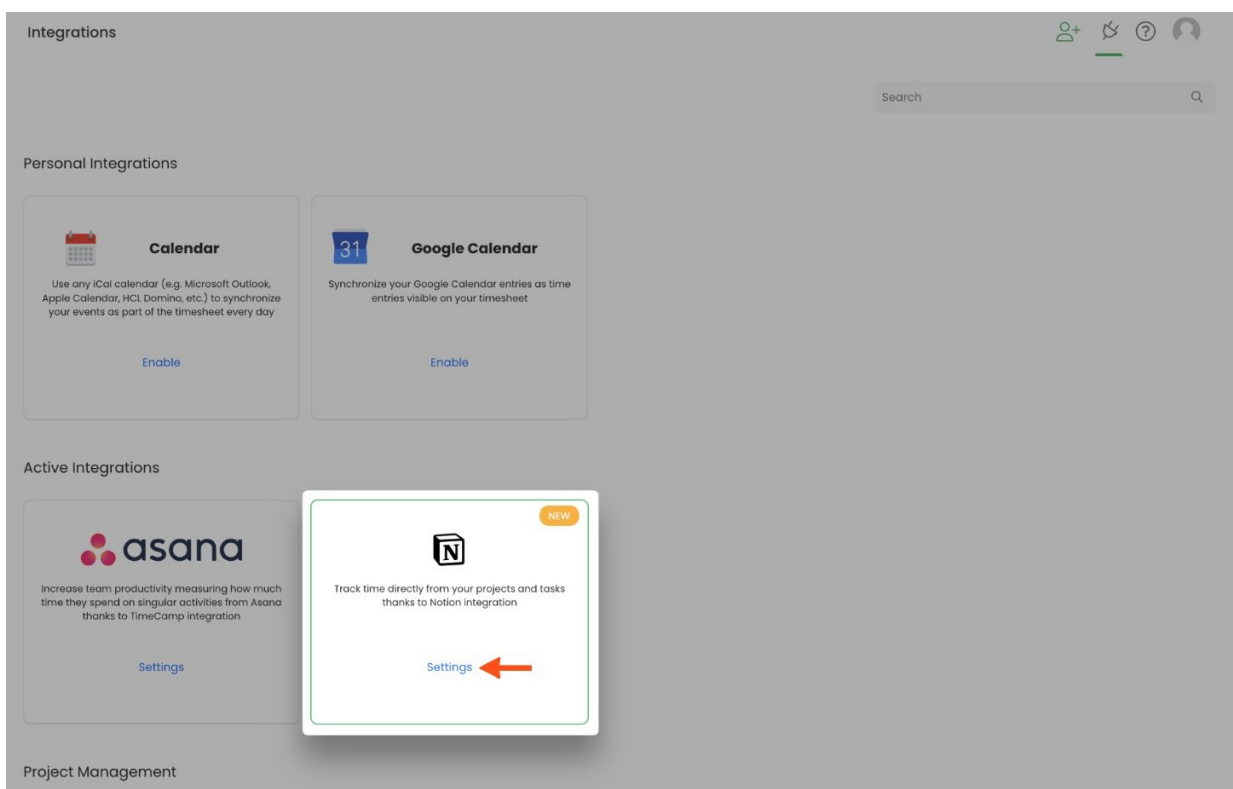 Integrations
Search
Personal Integrations
Calendar
Use any iCal calendar (e.g. Microsoft Outlook,
Apple Calendar, HCL Domino, etc.) to synchronize
your events as part of the timesheet every day
Enable
31
Google Calendar
Synchronize your Google Calendar entries as time
entries visible on your timesheet
Enable
Active Integrations
asana
Increase team productivity measuring how much
time they spend on singular activities from Asana
thanks to TimeCamp integration
Settings
NEW
N
Track time directly from your projects and tasks
thanks to Notion integration
Settings
Project Management